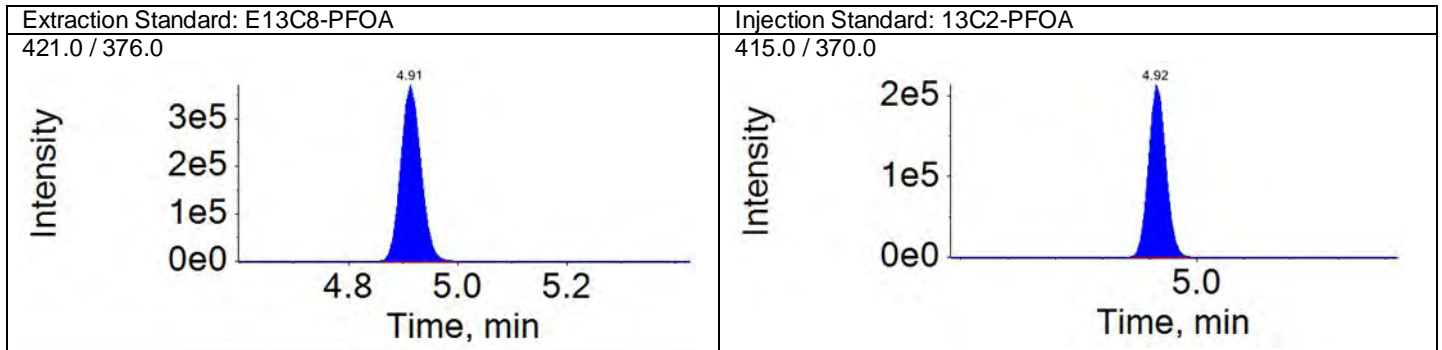 Extraction Standard: E13C8-PFOA
421.0 / 376.0
4.91
Intensity
3e5
2e5
1e5
0e0
4.8 5.0 5.2
Time, min
Injection Standard: 13C2-PFOA
415.0 / 370.0
4.92
Intensity
2e5
1e5
0e0
5.0
Time, min